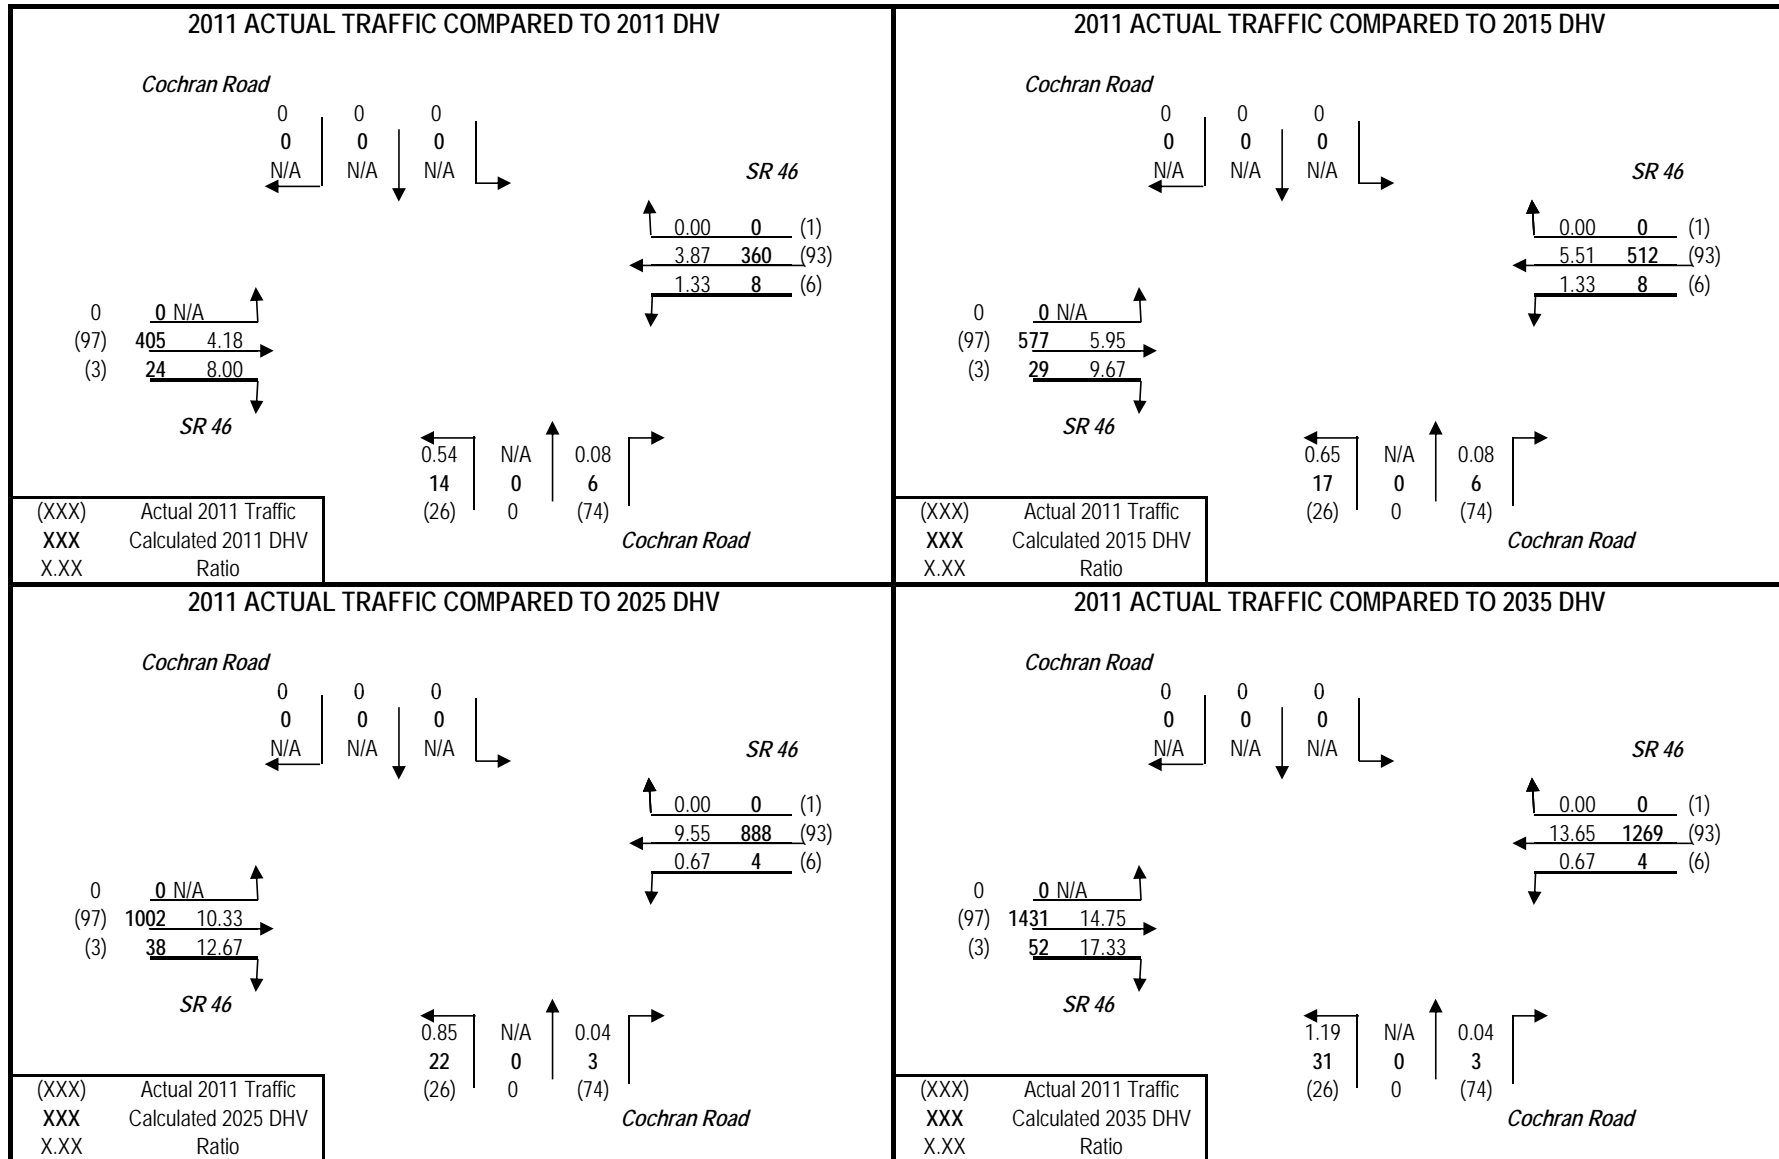 2011 ACTUAL TRAFFIC COMPARED TO 2011 DHV
Cochran Road
0 0 0
0 0 0
N/A N/A N/A
SR 46
0.00 0 (1)
3.87 360 (93)
1.33 8 (6)
0 0 N/A
(97) 405 4.18
(3) 24 8.00
SR 46
0.54 N/A 0.08
14 0 6
(26) 0 (74)
Cochran Road
(XXX) Actual 2011 Traffic
XXX Calculated 2011 DHV
X.XX Ratio
2011 ACTUAL TRAFFIC COMPARED TO 2015 DHV
Cochran Road
0 0 0
0 0 0
N/A N/A N/A
SR 46
0.00 0 (1)
5.51 512 (93)
1.33 8 (6)
0 0 N/A
(97) 577 5.95
(3) 29 9.67
SR 46
0.65 N/A 0.08
17 0 6
(26) 0 (74)
Cochran Road
(XXX) Actual 2011 Traffic
XXX Calculated 2015 DHV
X.XX Ratio
2011 ACTUAL TRAFFIC COMPARED TO 2025 DHV
Cochran Road
0 0 0
0 0 0
N/A N/A N/A
SR 46
0.00 0 (1)
9.55 888 (93)
0.67 4 (6)
0 0 N/A
(97) 1002 10.33
(3) 38 12.67
SR 46
0.85 N/A 0.04
22 0 3
(26) 0 (74)
Cochran Road
(XXX) Actual 2011 Traffic
XXX Calculated 2025 DHV
X.XX Ratio
2011 ACTUAL TRAFFIC COMPARED TO 2035 DHV
Cochran Road
0 0 0
0 0 0
N/A N/A N/A
SR 46
0.00 0 (1)
13.65 1269 (93)
0.67 4 (6)
0 0 N/A
(97) 1431 14.75
(3) 52 17.33
SR 46
1.19 N/A 0.04
31 0 3
(26) 0 (74)
Cochran Road
(XXX) Actual 2011 Traffic
XXX Calculated 2035 DHV
X.XX Ratio